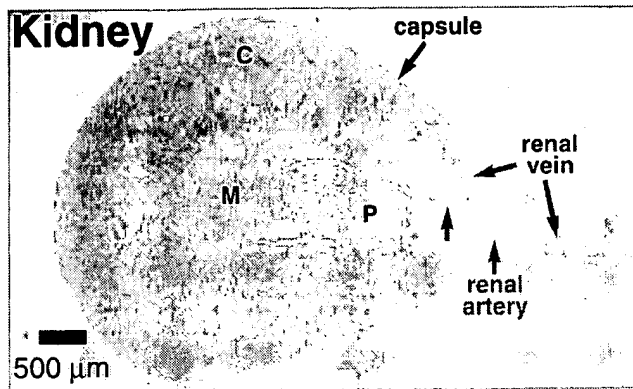 Kidney
capsule
C
renal
vein
M
P
renal
artery
500 μm